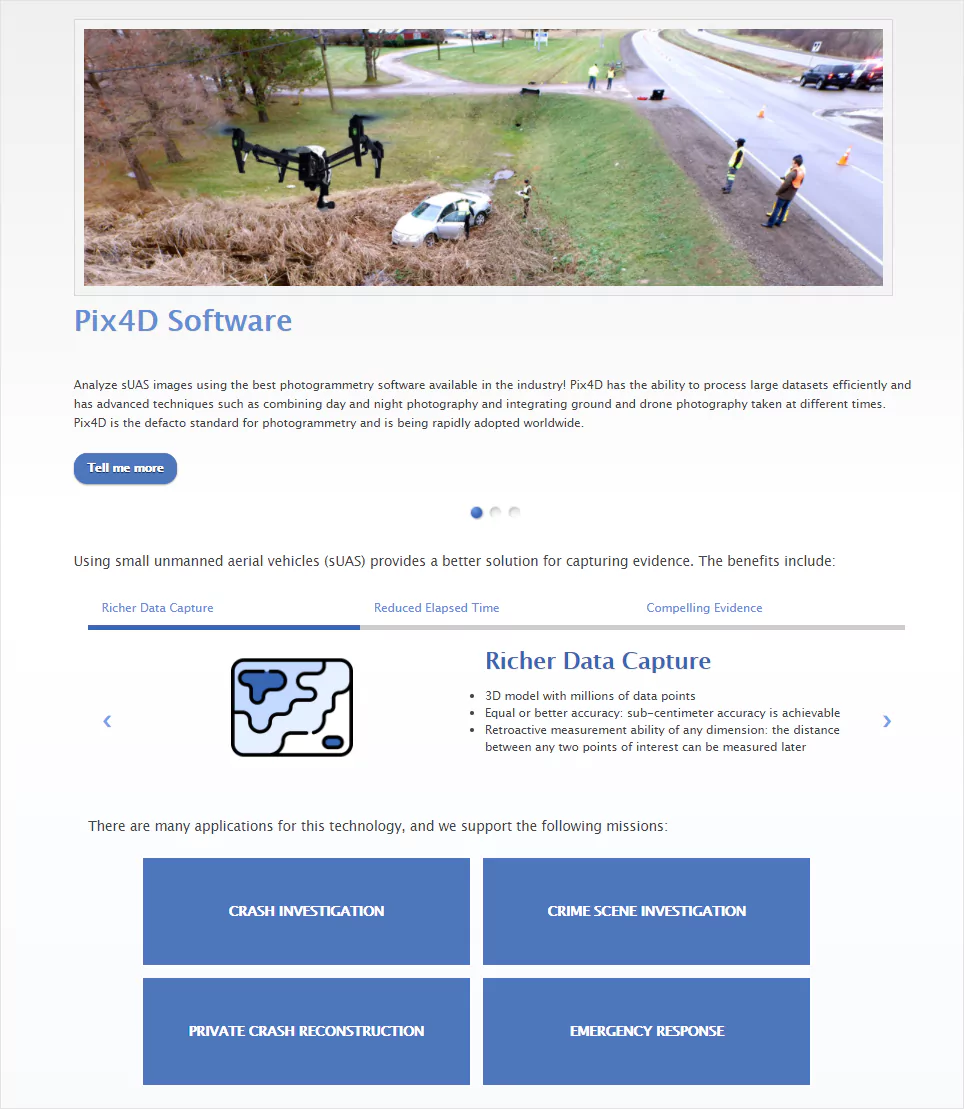 Pix4D Software
Analyze sUAS images using the best photogrammetry software available in the industry! Pix4D has the ability to process large datasets efficiently and
has advanced techniques such as combining day and night photography and integrating ground and drone photography taken at different times.
Pix4D is the defacto standard for photogrammetry and is being rapidly adopted worldwide.
Tell me more
Using small unmanned aerial vehicles (sUAS) provides a better solution for capturing evidence. The benefits include:
Richer Data Capture
Reduced Elapsed Time
Compelling Evidence
Richer Data Capture
• 3D model with millions of data points
• Equal or better accuracy: sub-centimeter accuracy is achievable
• Retroactive measurement ability of any dimension: the distance
between any two points of interest can be measured later
There are many applications for this technology, and we support the following missions:
CRASH INVESTIGATION
CRIME SCENE INVESTIGATION
PRIVATE CRASH RECONSTRUCTION
EMERGENCY RESPONSE